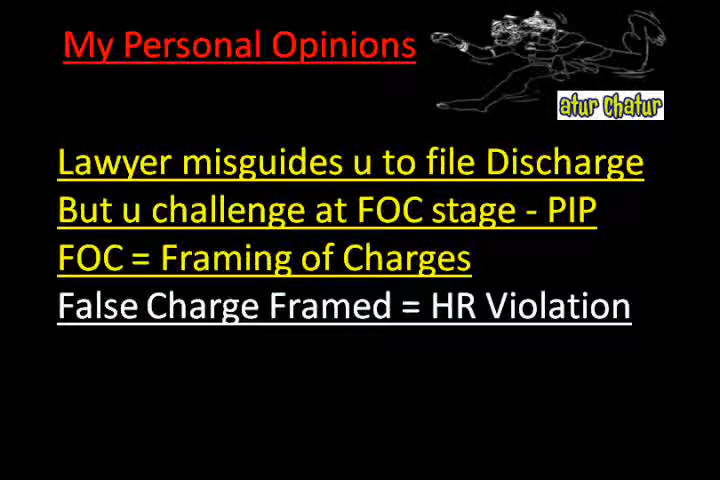 My Personal Opinions
atur chatur
Lawyer misguides u to file Discharge
But u challenge at FOC stage - PIP
FOC = Framing of Charges
False Charge Framed = HR Violation